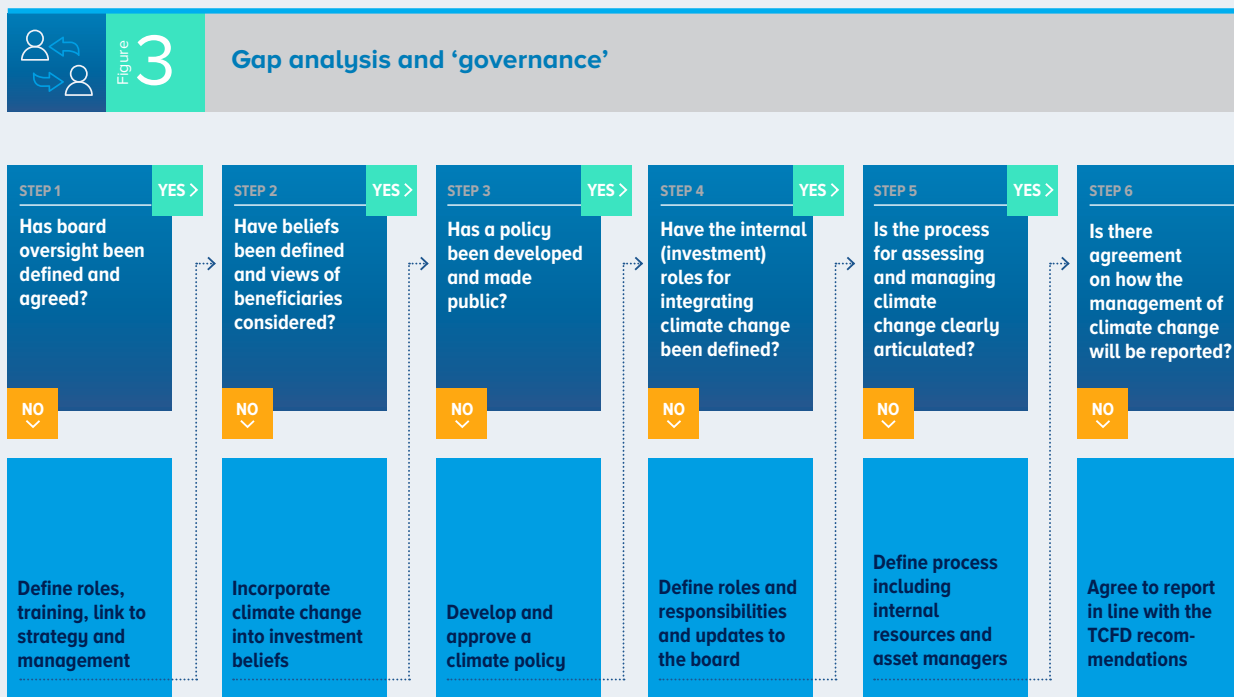 Figure
3
Gap analysis and ‘governance’
STEP 1
YES >
Has board
oversight been
defined and
agreed?
NO
Define roles,
training, link to
strategy and
management
STEP 2
YES >
Have beliefs
been defined
and views of
beneficiaries
considered?
NO
Incorporate
climate change
into investment
beliefs
STEP 3
YES >
Has a policy
been developed
and made
public?
NO
Develop and
approve a
climate policy
STEP 4
YES >
Have the internal
(investment)
roles for
integrating
climate change
been defined?
NO
Define roles and
responsibilities
and updates to
the board
STEP 5
YES >
Is the process
for assessing
and managing
climate
change clearly
articulated?
NO
Define process
including
internal
resources and
asset managers
STEP 6
Is there
agreement
on how the
management of
climate change
will be reported?
NO
Agree to report
in line with the
TCFD recom-
mendations